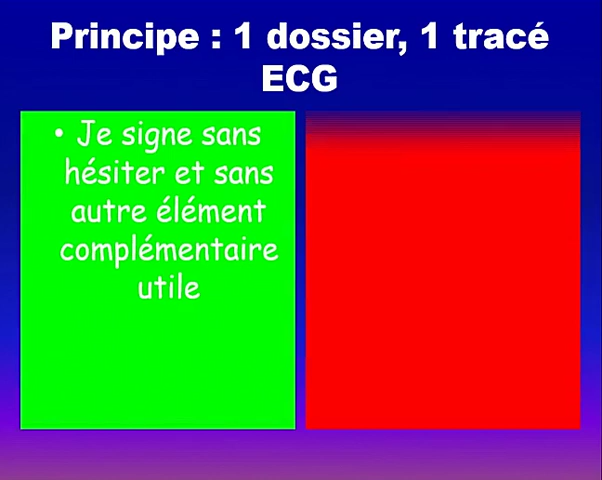 Principe : 1 dossier, 1 tracé
ECG
• Je signe sans
hésiter et sans
autre élément
complémentaire
utile